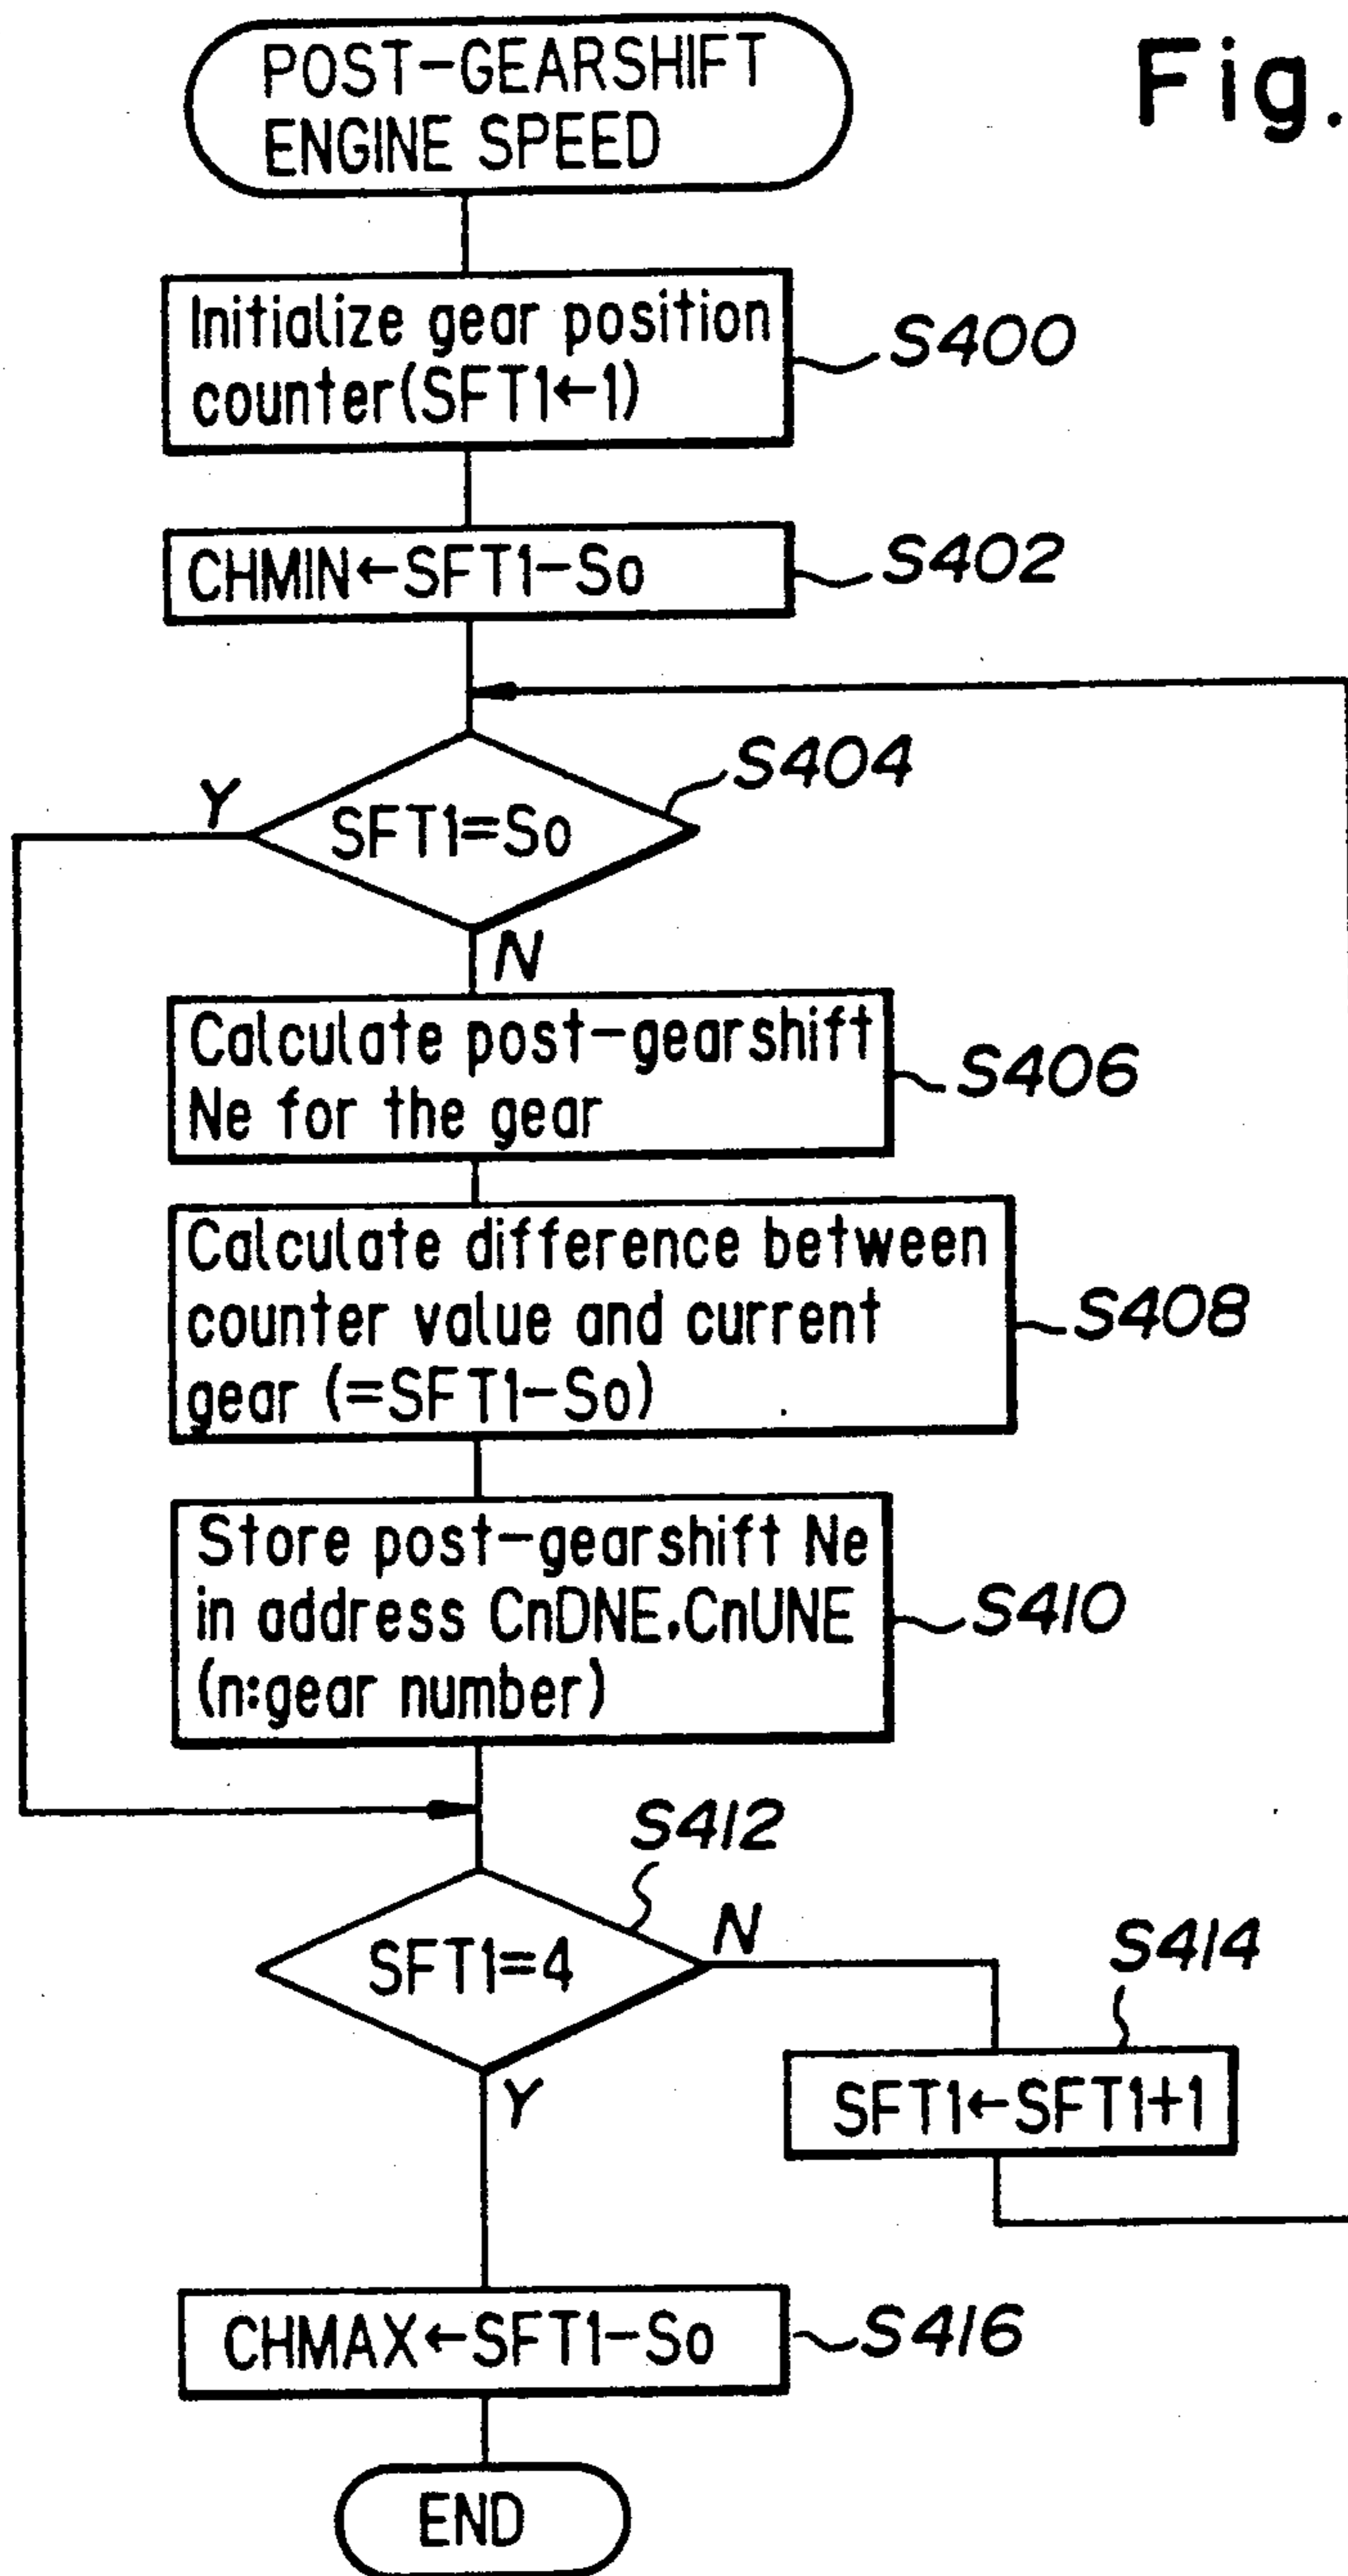 Fig.
POST-GEARSHIFT
ENGINE SPEED
Initialize gear position
counter(SFT1←1)
S400
CHMIN←SFT1-So
S402
S404
Y
SFT1=So
N
Calculate post-gearshift
Ne for the gear
S406
Calculate difference between
counter value and current
gear (=SFT1-So)
S408
Store post-gearshift Ne
in address CnDNE.CnUNE
(n:gear number)
S410
S412
SFT1=4
N
S414
Y
SFT1←SFT1+1
CHMAX←SFT1-So
S416
END